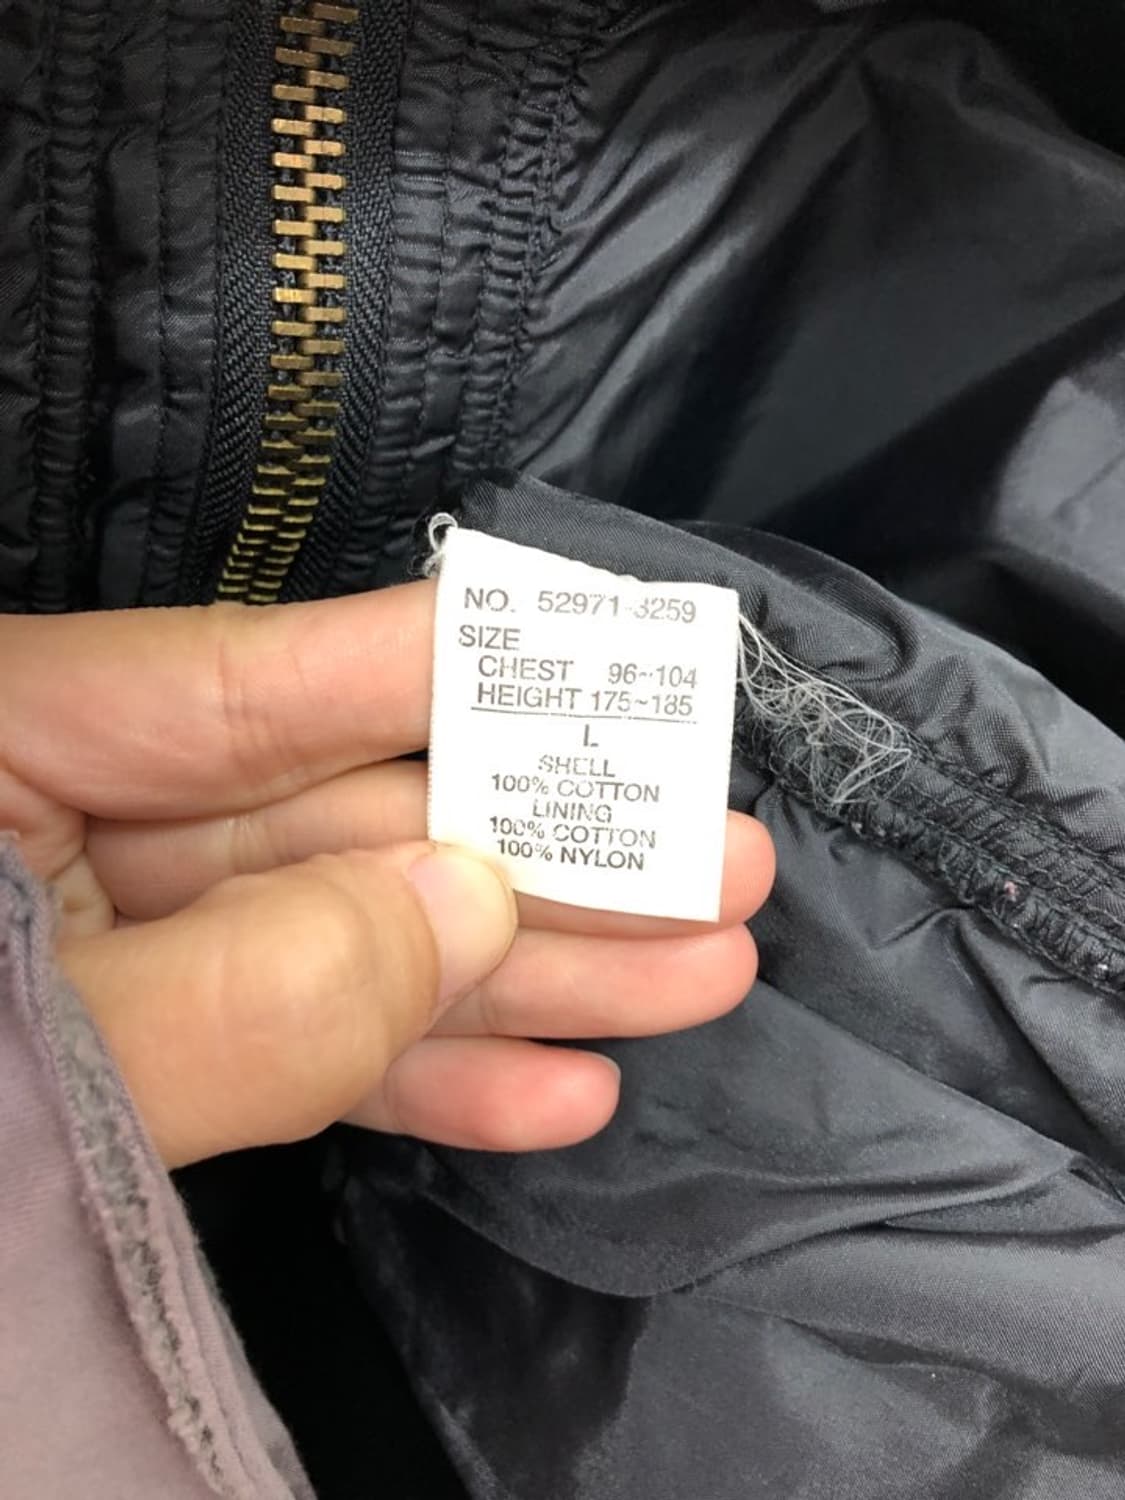 NO. 52971-3259
SIZE
CHEST 96~104
HEIGHT 175~185
L
SHELL
100% COTTON
LINING
100% COTTON
100% NYLON